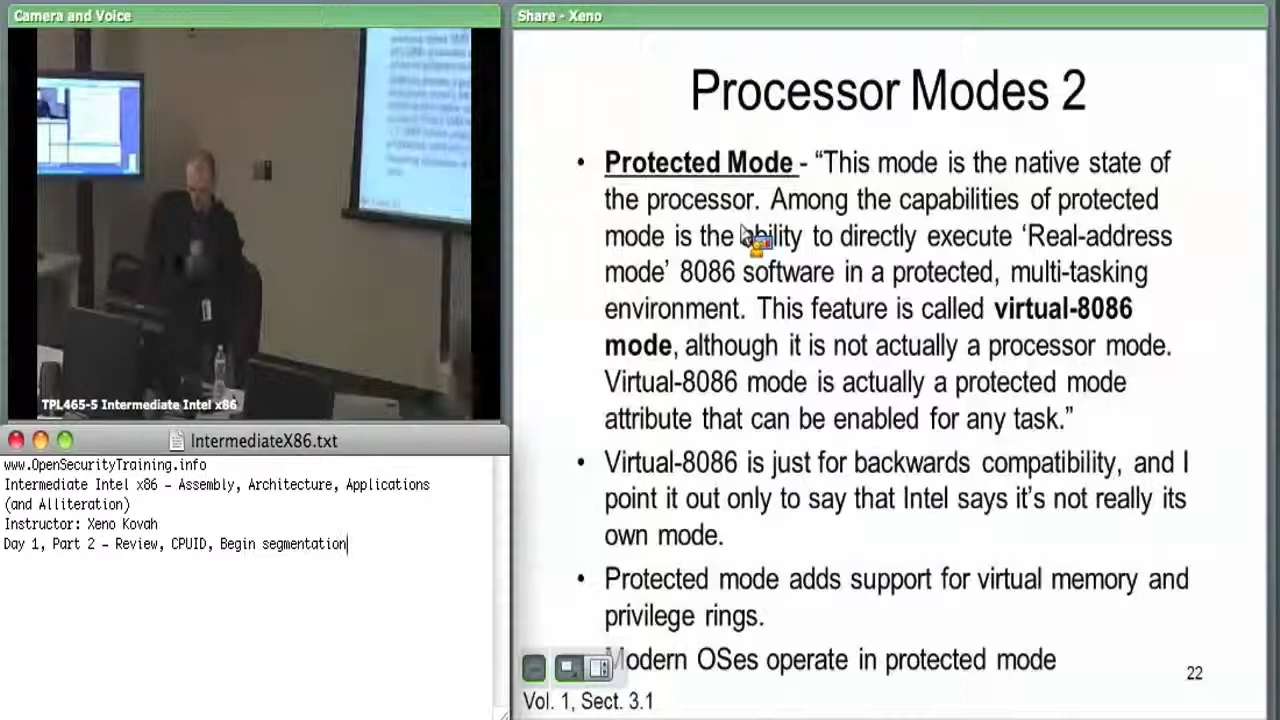 Camera and Voice
TPL465-5 Intermediate Intel x86
IntermediateX86.txt
www.OpenSecurityTraining.info
Intermediate Intel x86 – Assembly, Architecture, Applications
(and Alliteration)
Instructor: Xeno Kovah
Day 1, Part 2 – Review, CPUID, Begin segmentation
Share - Xeno
Processor Modes 2
• Protected Mode - “This mode is the native state of
the processor. Among the capabilities of protected
mode is the ability to directly execute ‘Real-address
mode’ 8086 software in a protected, multi-tasking
environment. This feature is called virtual-8086
mode, although it is not actually a processor mode.
Virtual-8086 mode is actually a protected mode
attribute that can be enabled for any task.”
• Virtual-8086 is just for backwards compatibility, and I
point it out only to say that Intel says it’s not really its
own mode.
• Protected mode adds support for virtual memory and
privilege rings.
Modern OSes operate in protected mode
22
Vol. 1, Sect. 3.1